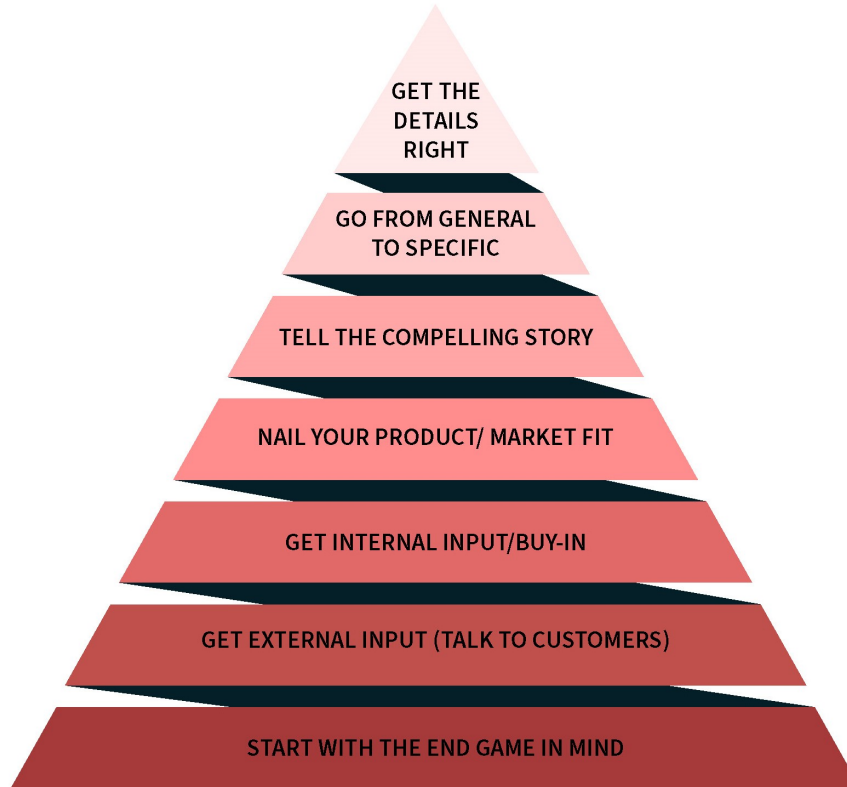 GET THE
DETAILS
RIGHT
GO FROM GENERAL
TO SPECIFIC
TELL THE COMPELLING STORY
NAIL YOUR PRODUCT/ MARKET FIT
GET INTERNAL INPUT/BUY-IN
GET EXTERNAL INPUT (TALK TO CUSTOMERS)
START WITH THE END GAME IN MIND